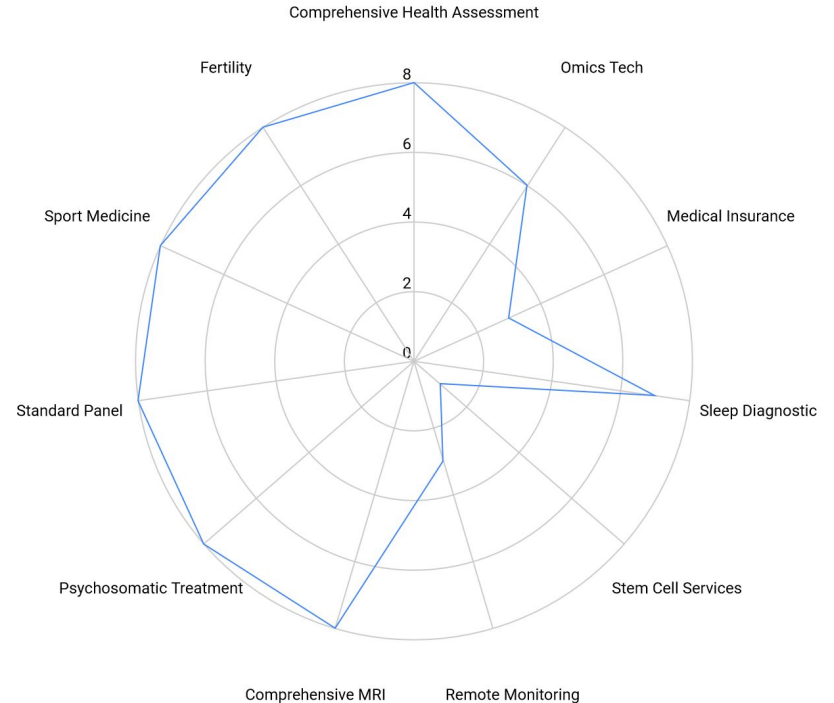 Comprehensive Health Assessment
Fertility
Omics Tech
8
6
Sport Medicine
Medical Insurance
4
2
0
Standard Panel
Sleep Diagnostic
Psychosomatic Treatment
Stem Cell Services
Comprehensive MRI
Remote Monitoring